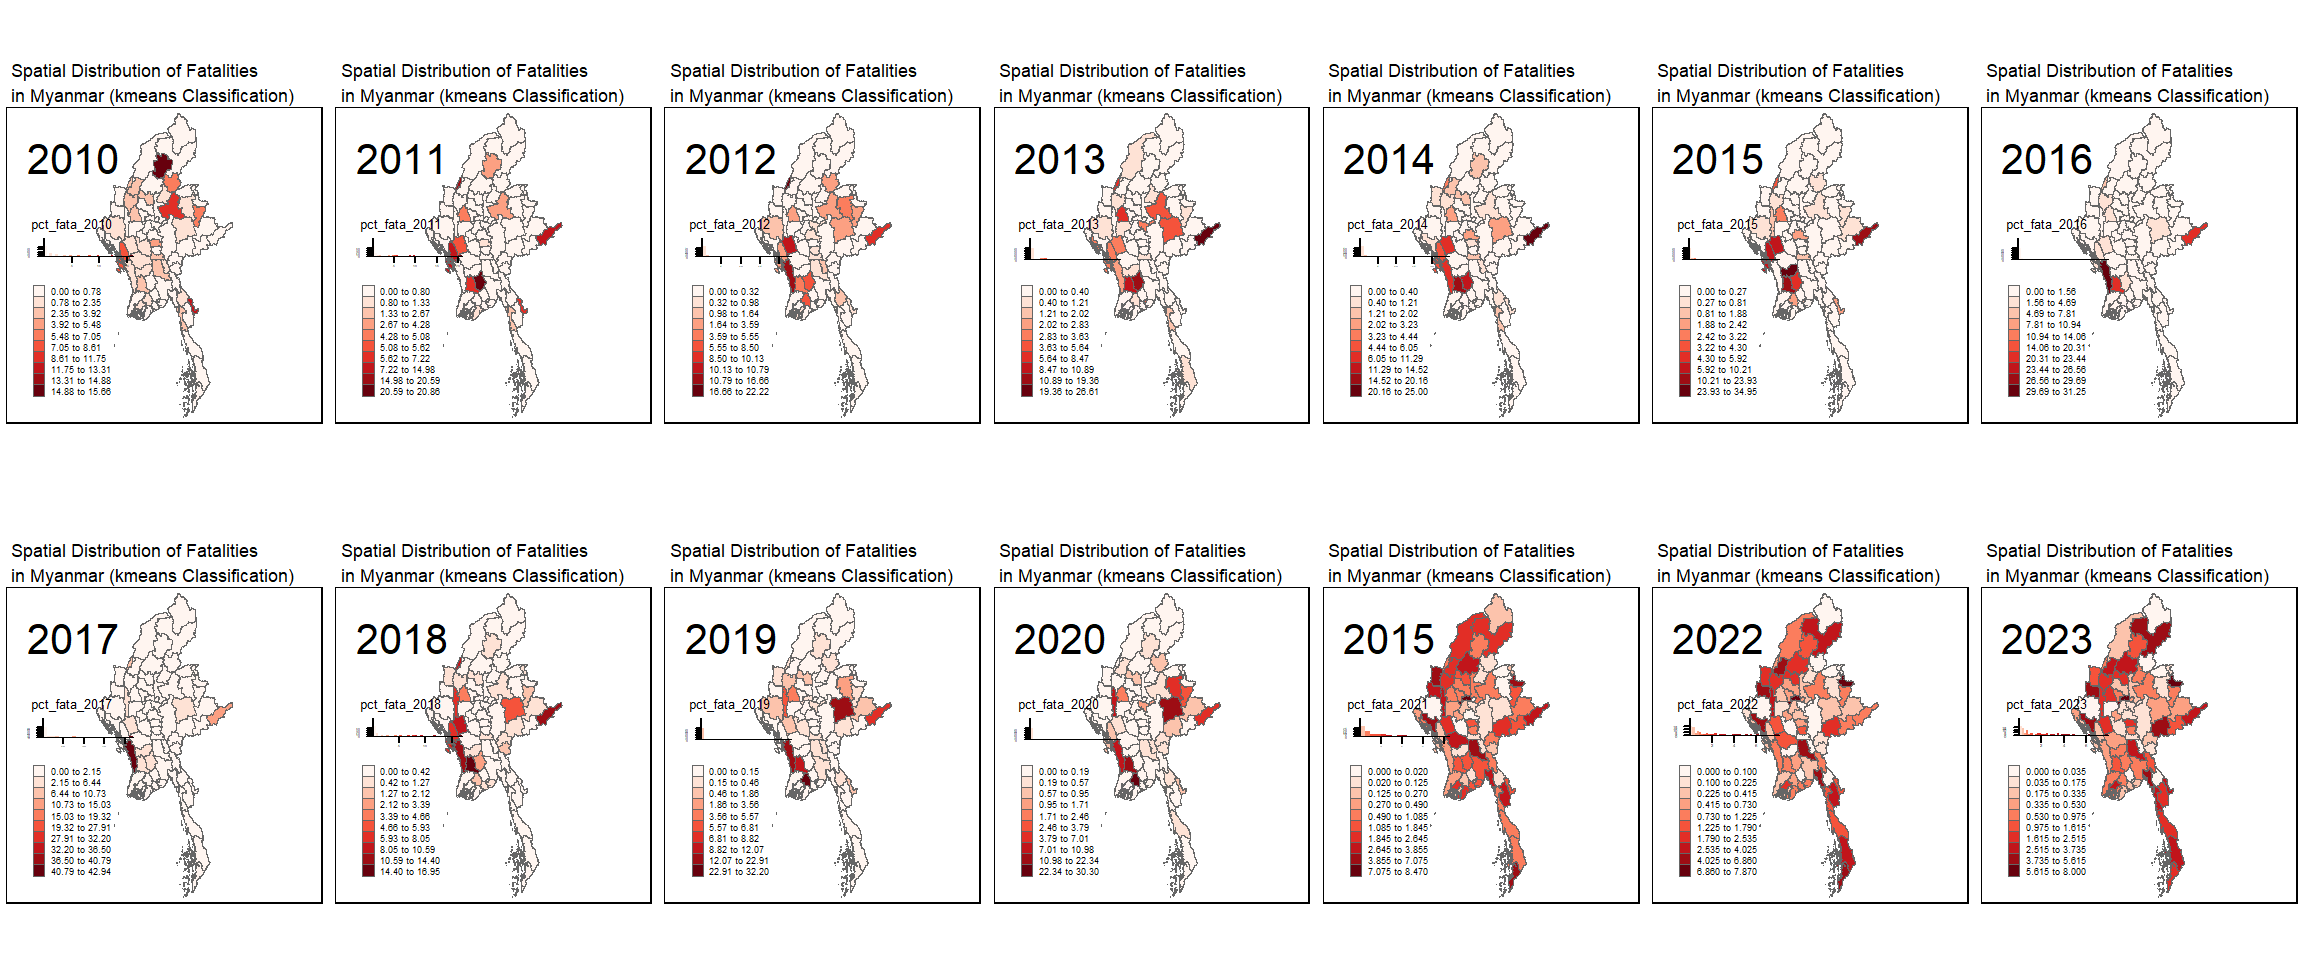 Spatial Distribution of Fatalities
in Myanmar (kmeans Classification)
2010
pct_fata_2010
0.00 to 0.78
0.78 to 2.35
2.35 to 3.92
3.92 to 5.48
5.48 to 7.05
7.05 to 8.61
8.61 to 11.75
11.75 to 13.31
13.31 to 14.88
14.88 to 15.66
Spatial Distribution of Fatalities
in Myanmar (kmeans Classification)
2011
pct_fata_2011
0.00 to 0.80
0.80 to 1.33
1.33 to 2.67
2.67 to 4.28
4.28 to 5.08
5.08 to 5.62
5.62 to 7.22
7.22 to 14.98
14.98 to 20.59
20.59 to 20.86
Spatial Distribution of Fatalities
in Myanmar (kmeans Classification)
2012
pct_fata_2012
0.00 to 0.32
0.32 to 0.98
0.98 to 1.64
1.64 to 3.59
3.59 to 5.55
5.55 to 8.50
8.50 to 10.13
10.13 to 10.79
10.79 to 16.66
16.66 to 22.22
Spatial Distribution of Fatalities
in Myanmar (kmeans Classification)
2013
pct_fata_2013
0.00 to 0.40
0.40 to 1.21
1.21 to 2.02
2.02 to 2.83
2.83 to 3.63
3.63 to 5.64
5.64 to 8.47
8.47 to 10.89
10.89 to 19.36
19.36 to 26.61
Spatial Distribution of Fatalities
in Myanmar (kmeans Classification)
2014
pct_fata_2014
0.00 to 0.40
0.40 to 1.21
1.21 to 2.02
2.02 to 3.23
3.23 to 4.44
4.44 to 6.05
6.05 to 11.29
11.29 to 14.52
14.52 to 20.16
20.16 to 25.00
Spatial Distribution of Fatalities
in Myanmar (kmeans Classification)
2015
pct_fata_2015
0.00 to 0.27
0.27 to 0.81
0.81 to 1.88
1.88 to 2.42
2.42 to 3.22
3.22 to 4.30
4.30 to 5.92
5.92 to 10.21
10.21 to 23.93
23.93 to 34.95
Spatial Distribution of Fatalities
in Myanmar (kmeans Classification)
2016
pct_fata_2016
0.00 to 1.56
1.56 to 4.69
4.69 to 7.81
7.81 to 10.94
10.94 to 14.06
14.06 to 20.31
20.31 to 23.44
23.44 to 26.56
26.56 to 29.69
29.69 to 31.25
Spatial Distribution of Fatalities
in Myanmar (kmeans Classification)
2017
pct_fata_2017
0.00 to 2.15
2.15 to 6.44
6.44 to 10.73
10.73 to 15.03
15.03 to 19.32
19.32 to 27.91
27.91 to 32.20
32.20 to 36.50
36.50 to 40.79
40.79 to 42.94
Spatial Distribution of Fatalities
in Myanmar (kmeans Classification)
2018
pct_fata_2018
0.00 to 0.42
0.42 to 1.27
1.27 to 2.12
2.12 to 3.39
3.39 to 4.66
4.66 to 5.93
5.93 to 8.05
8.05 to 10.59
10.59 to 14.40
14.40 to 16.95
Spatial Distribution of Fatalities
in Myanmar (kmeans Classification)
2019
pct_fata_2019
0.00 to 0.15
0.15 to 0.46
0.46 to 1.86
1.86 to 3.56
3.56 to 5.57
5.57 to 6.81
6.81 to 8.82
8.82 to 12.07
12.07 to 22.91
22.91 to 32.20
Spatial Distribution of Fatalities
in Myanmar (kmeans Classification)
2020
pct_fata_2020
0.00 to 0.19
0.19 to 0.57
0.57 to 0.95
0.95 to 1.71
1.71 to 2.46
2.46 to 3.79
3.79 to 7.01
7.01 to 10.98
10.98 to 22.34
22.34 to 30.30
Spatial Distribution of Fatalities
in Myanmar (kmeans Classification)
2015
pct_fata_2021
0.000 to 0.020
0.020 to 0.125
0.125 to 0.270
0.270 to 0.490
0.490 to 1.085
1.085 to 1.845
1.845 to 2.645
2.645 to 3.855
3.855 to 7.075
7.075 to 8.470
Spatial Distribution of Fatalities
in Myanmar (kmeans Classification)
2022
pct_fata_2022
0.000 to 0.100
0.100 to 0.225
0.225 to 0.415
0.415 to 0.730
0.730 to 1.225
1.225 to 1.790
1.790 to 2.535
2.535 to 4.025
4.025 to 6.860
6.860 to 7.870
Spatial Distribution of Fatalities
in Myanmar (kmeans Classification)
2023
pct_fata_2023
0.000 to 0.035
0.035 to 0.175
0.175 to 0.335
0.335 to 0.530
0.530 to 0.975
0.975 to 1.615
1.615 to 2.515
2.515 to 3.735
3.735 to 5.615
5.615 to 8.000